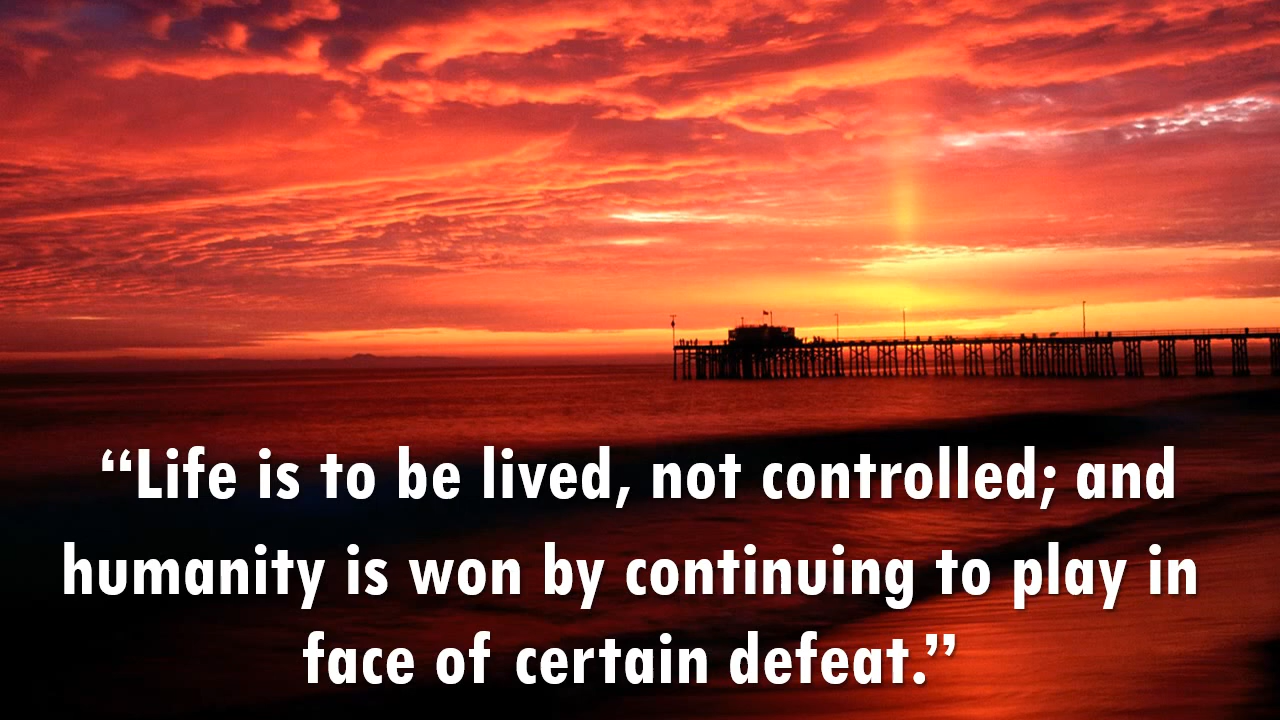 “Life is to be lived, not controlled; and
humanity is won by continuing to play in
face of certain defeat.”